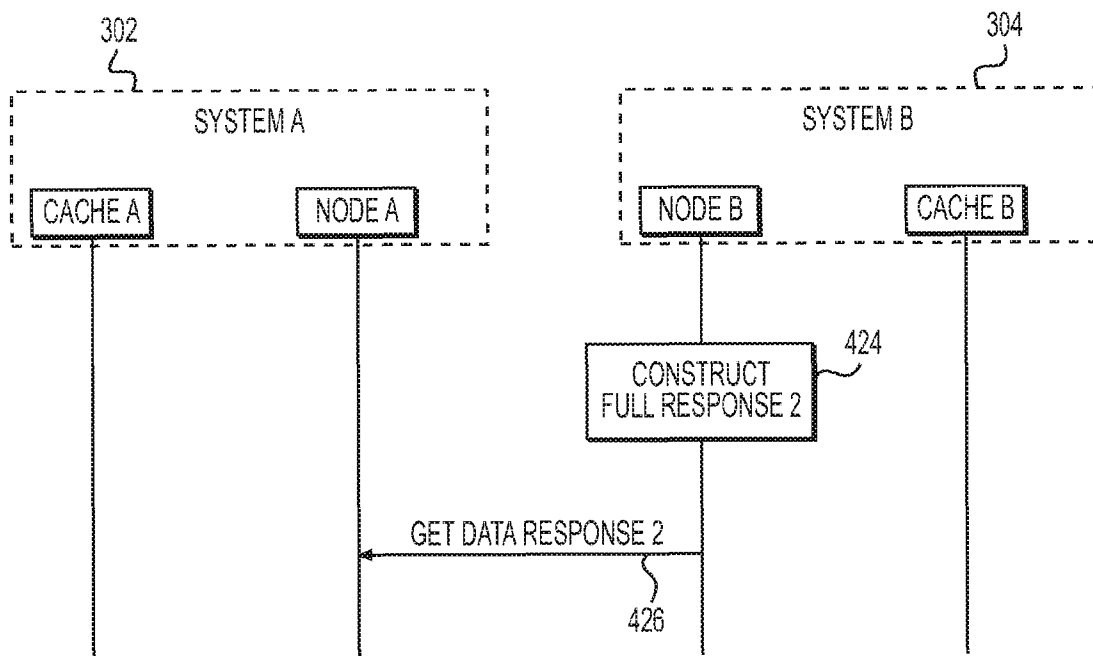 302
304
SYSTEM A
SYSTEM B
CACHE A
NODE A
NODE B
CACHE B
CONSTRUCT
FULL RESPONSE 2
424
GET DATA RESPONSE 2
426